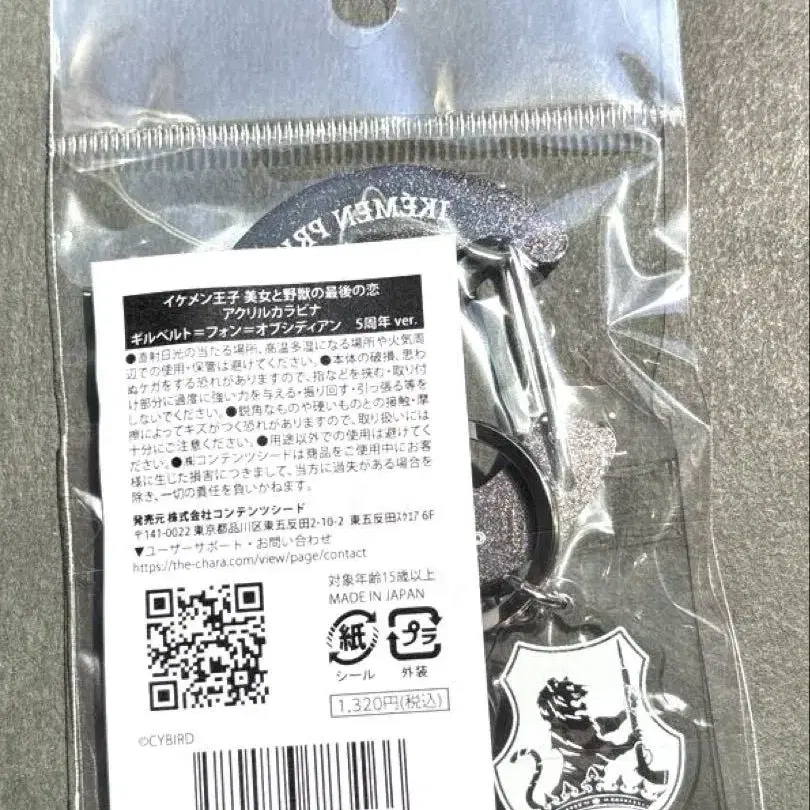 IKÉMEN PRI
イケメン王子 美女と野獣の最後の恋
アクリルカラビナ
ギルベルト=フォン=オブシディアン 5周年 ver.
●直射日光の当たる場所、高温多湿になる場所や火気周
辺での使用・保管は避けてください。●本体の破損、思わ
ぬケガをする恐れがありますので、指などを挟む・取り付
け部分に過度に強い力を与える・振り回す・引っ張る等を
しないでください。●鋭角なものや硬いものとの接触・摩
擦によってキズがつく恐れがありますので、取り扱いには
十分にご注意ください。●用途以外での使用は避けてく
ださい。●㈱コンテンツシードは商品をご使用中にお客
様に生じた損害につきまして、当方に過失がある場合を
除き、一切の責任を負いかねます。
発売元 株式会社コンテンツシード
〒141-0022 東京都品川区東五反田2-10-2 東五反田ｽｸｴｱ 6F
▼ユーザーサポート・お問い合わせ
https://the-chara.com/view/page/contact
対象年齢15歳以上
MADE IN JAPAN
紙
プラ
シール
外装
1,320円(税込)
©CYBIRD